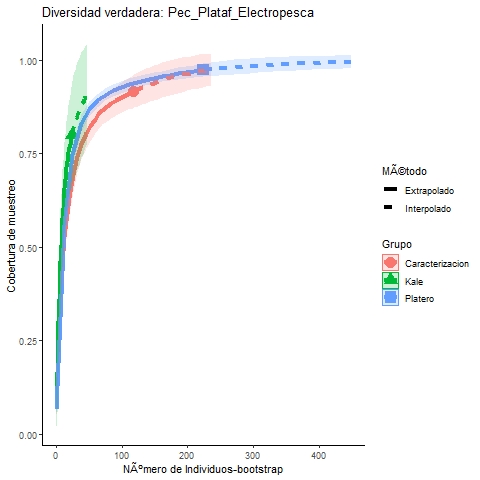 Diversidad verdadera: Pec_Plataf_Electropesca
1.00
0.75
0.50
0.25
0.00
Cobertura de muestreo
0
100
200
300
400
NÃºmero de Individuos-bootstrap
MÃ©todo
Extrapolado
Interpolado
Grupo
Caracterizacion
Kale
Platero